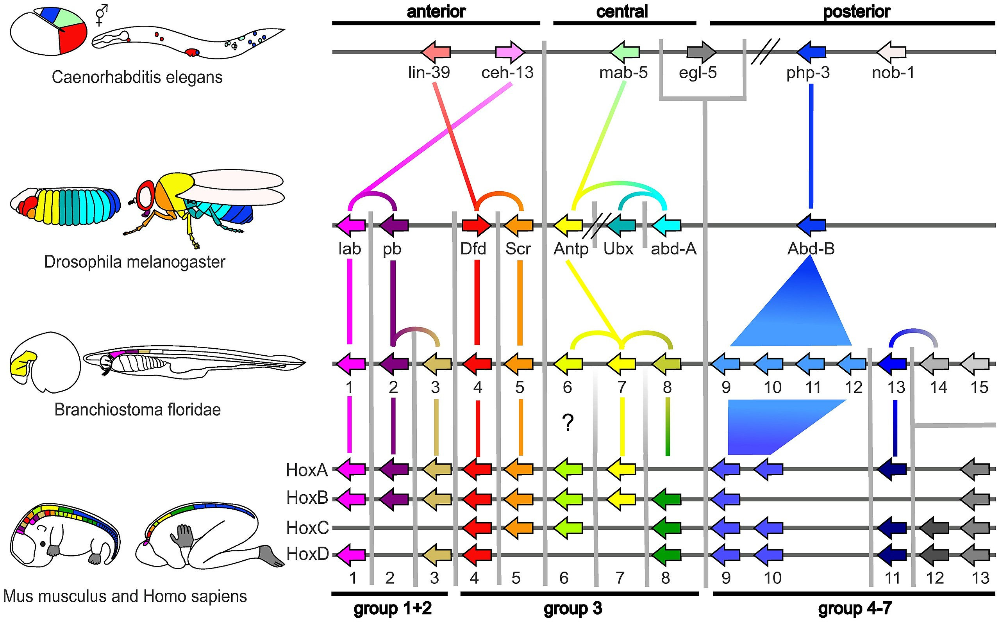 anterior central posterior
lin-39 ceh-13 mab-5 egl-5 php-3 nob-1
Caenorhabditis elegans
lab pb Dfd Scr Antp Ubx abd-A Abd-B
Drosophila melanogaster
1 2 3 4 5 6 7 8 9 10 11 12 13 14 15
Branchiostoma floridae
?
HoxA
HoxB
HoxC
HoxD
1 2 3 4 5 6 7 8 9 10 11 12 13
Mus musculus and Homo sapiens
group 1+2 group 3 group 4-7